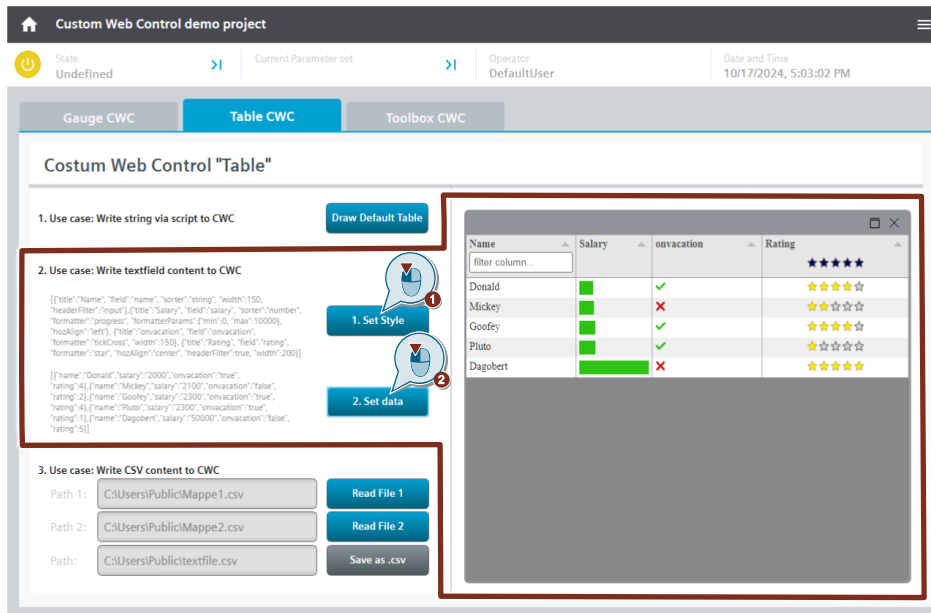 Custom Web Control demo project
State
Undefined
Current Parameter set
Operator
DefaultUser
Date and Time
10/17/2024, 5:03:02 PM
Gauge CWC
Table CWC
Toolbox CWC
Costum Web Control "Table"
1. Use case: Write string via script to CWC
Draw Default Table
2. Use case: Write textfield content to CWC
[{"title":"Name", "field":"name", "sorter":"string", "width":150,
"headerFilter":"input"},{"title":"Salary", "field":"salary", "sorter":"number",
"formatter":"progress", "formatterParams":{"min":0, "max":10000},
"hozAlign":"left"}, {"title":"onvacation", "field":"onvacation",
"formatter":"tickCross", "width":150}, {"title":"Rating", "field":"rating",
"formatter":"star", "hozAlign":"center", "headerFilter":true, "width":200}]
1
1. Set Style
[{"name":"Donald","salary":"2000","onvacation":"true",
"rating":4},{"name":"Mickey","salary":"2100","onvacation":"false",
"rating":2},{"name":"Goofey","salary":"2300","onvacation":"true",
"rating":4},{"name":"Pluto","salary":"2300","onvacation":"true",
"rating":1},{"name":"Dagobert","salary":"50000","onvacation":"false",
"rating":5}]
2
2. Set data
3. Use case: Write CSV content to CWC
Path 1:
C:\Users\Public\Mappe1.csv
Read File 1
Path 2:
C:\Users\Public\Mappe2.csv
Read File 2
Path:
C:\Users\Public\textfile.csv
Save as .csv
Name
Salary
onvacation
Rating
filter column...
Donald
Mickey
Goofey
Pluto
Dagobert